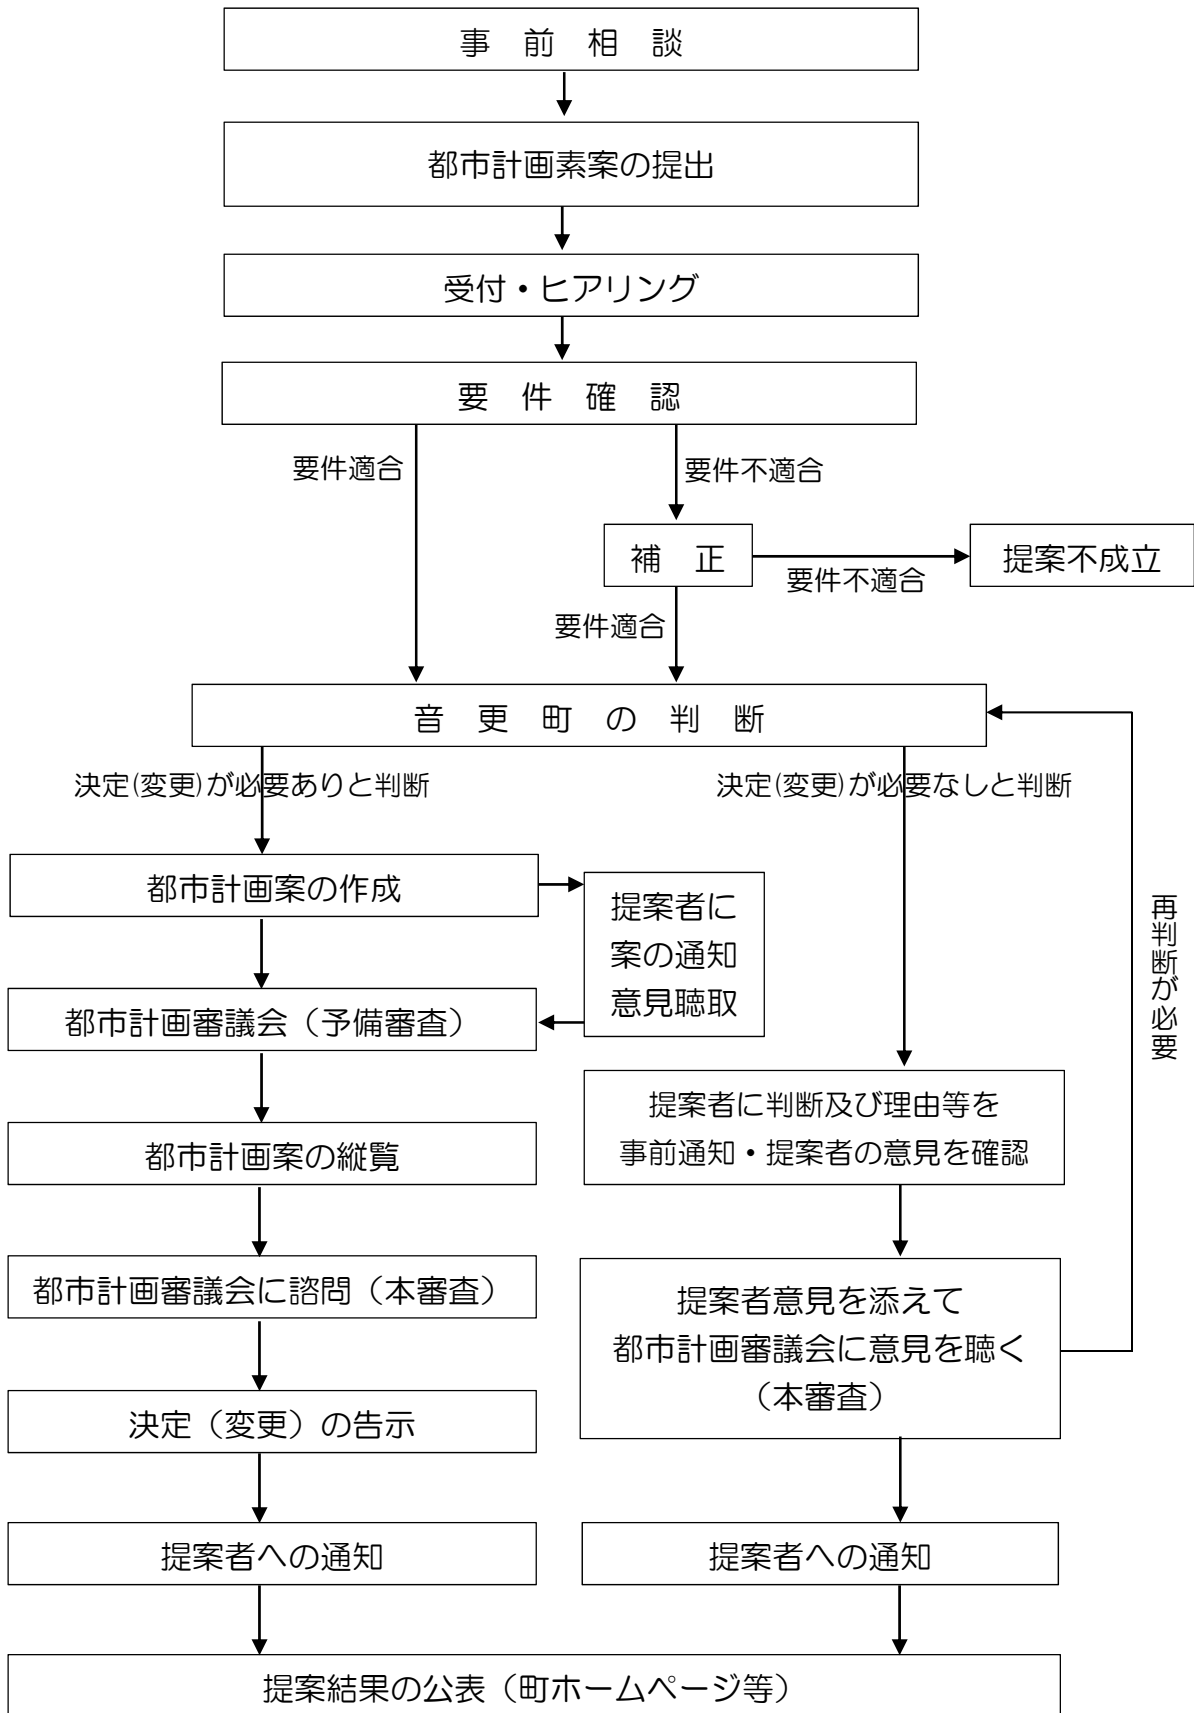 事　前　相　談
都市計画素案の提出
受付・ヒアリング
要　件　確　認
要件適合
要件不適合
補　正
要件不適合
提案不成立
要件適合
音　更　町　の　判　断
決定(変更)が必要ありと判断
決定(変更)が必要なしと判断
都市計画案の作成
提案者に
案の通知
意見聴取
再判断が必要
都市計画審議会（予備審査）
提案者に判断及び理由等を
事前通知・提案者の意見を確認
都市計画案の縦覧
都市計画審議会に諮問（本審査）
提案者意見を添えて
都市計画審議会に意見を聴く
（本審査）
決定（変更）の告示
提案者への通知
提案者への通知
提案結果の公表（町ホームページ等）